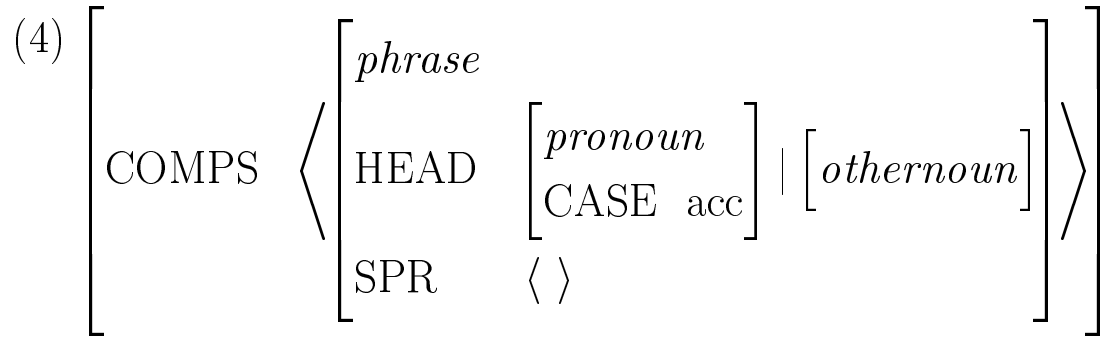 (4)
phrase
pronoun
COMPS ⟨ HEAD | [othernoun] ⟩
CASE acc
SPR ⟨ ⟩